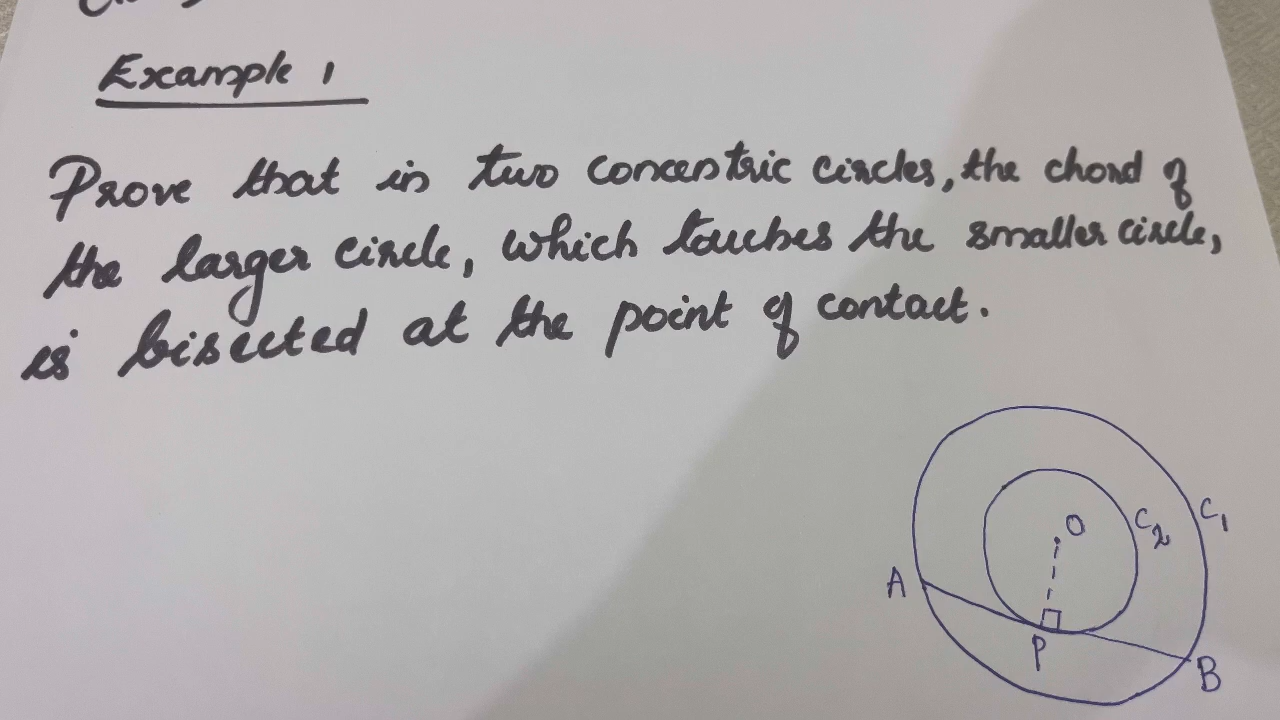 Example 1
Prove that in two concentric circles, the chord of
the larger circle, which touches the smaller circle,
is bisected at the point of contact.
O
C2
C1
A
P
B